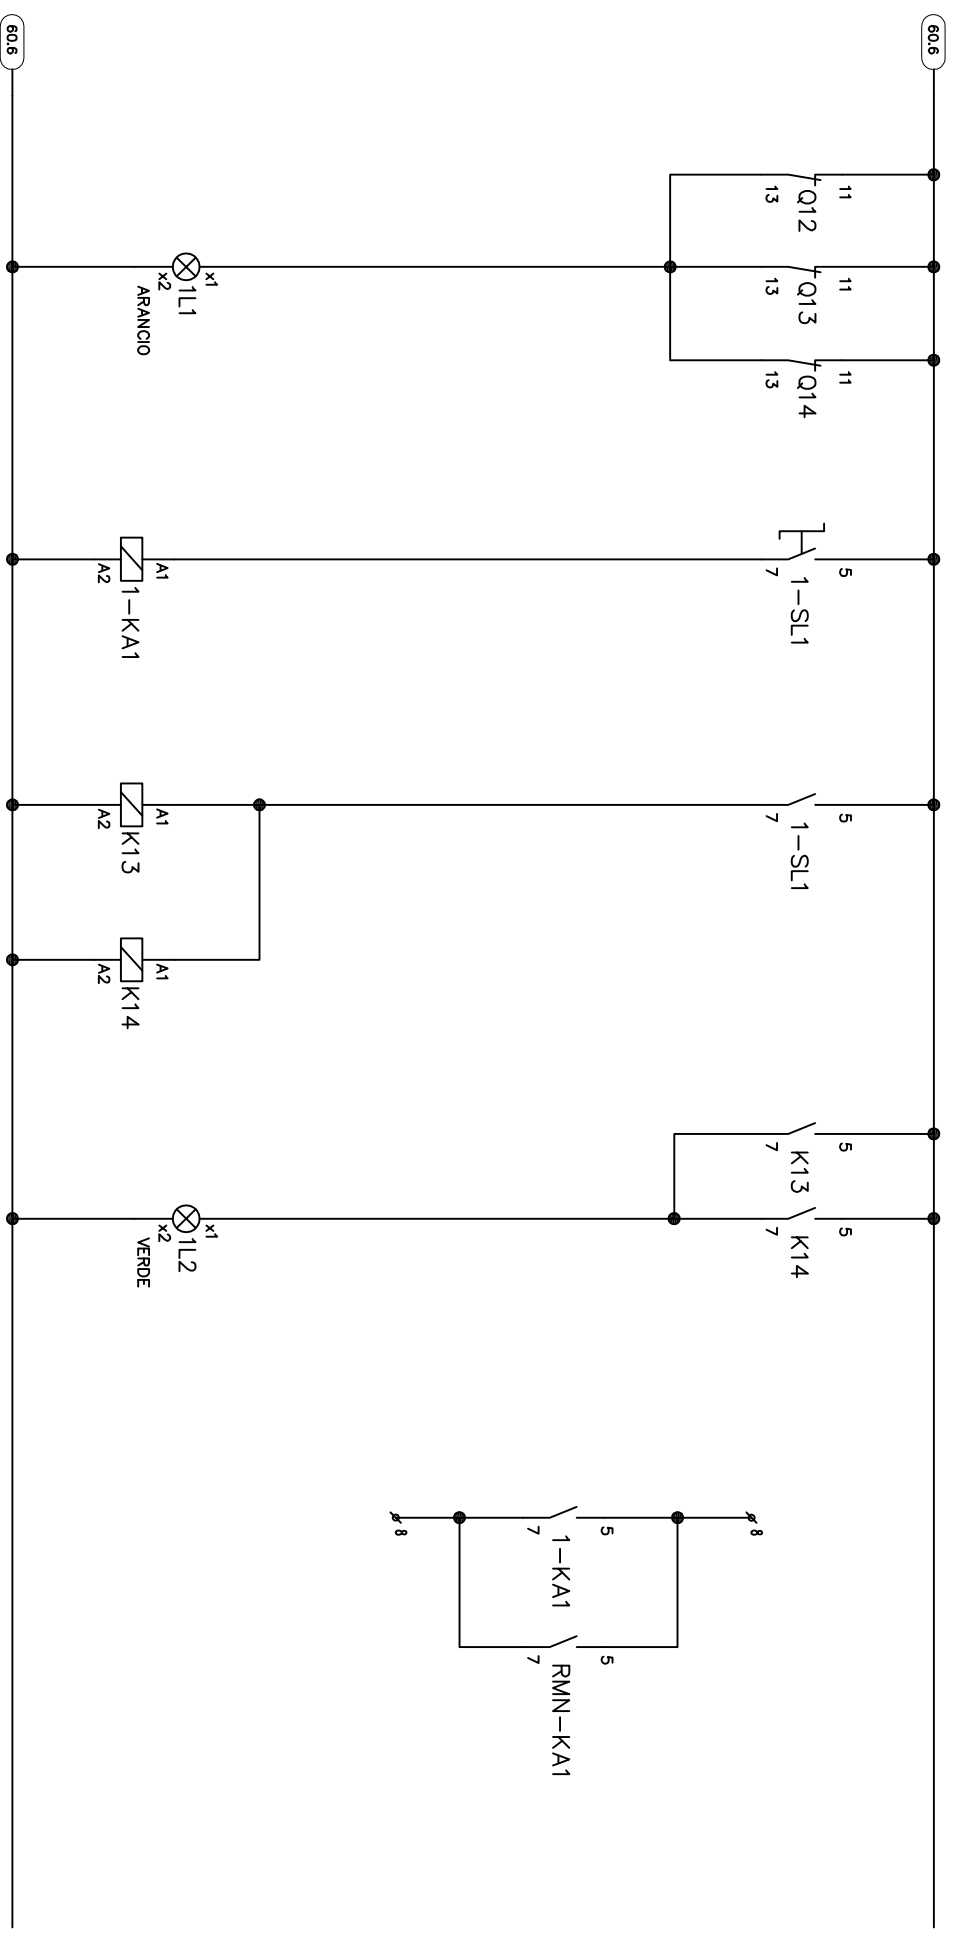 60.6
60.6
11
Q12
13
11
Q13
13
11
Q14
13
x1
1L1
x2
ARANCIO
5
1-SL1
7
A1
1-KA1
A2
5
1-SL1
7
A1
K13
A2
A1
K14
A2
5
K13
7
5
K14
7
x1
1L2
x2
VERDE
8
5
1-KA1
7
8
5
RMN-KA1
7